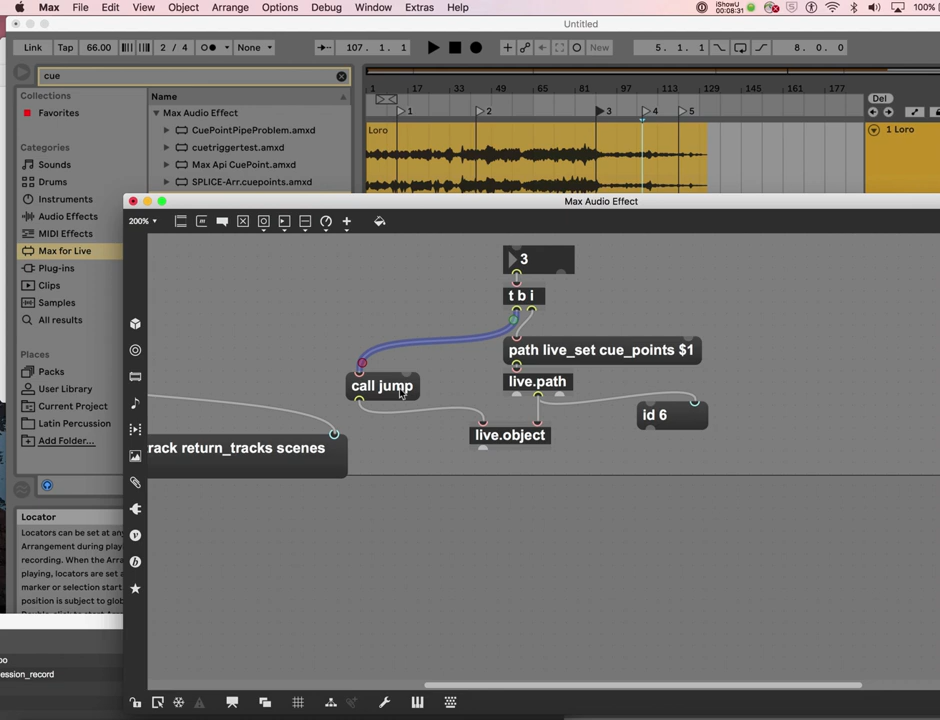 Max File Edit View Object Arrange Options Debug Window Extras Help iShowU 00:08:31 100%
Untitled
Link Tap 66.00 2 / 4 None 107. 1. 1 New 5. 1. 1 8. 0. 0
cue
Collections
Favorites
Categories
Sounds
Drums
Instruments
Audio Effects
MIDI Effects
Max for Live
Plug-ins
Clips
Samples
All results
Places
Packs
User Library
Current Project
Latin Percussion
Add Folder...
Name
Max Audio Effect
CuePointPipeProblem.amxd
cuetriggertest.amxd
Max Api CuePoint.amxd
SPLICE-Arr.cuepoints.amxd
1 17 33 49 65 81 97 113 129 145 161 177
1 2 3 4 5
Loro
Del
1 Loro
Locator
Locators can be set at any
Arrangement during play
recording. When the Arra
playing, locators are set a
marker or selection start.
position is subject to glob
ession_record
Max Audio Effect
200%
3
t b i
path live_set cue_points $1
live.path
call jump
id 6
live.object
rack return_tracks scenes